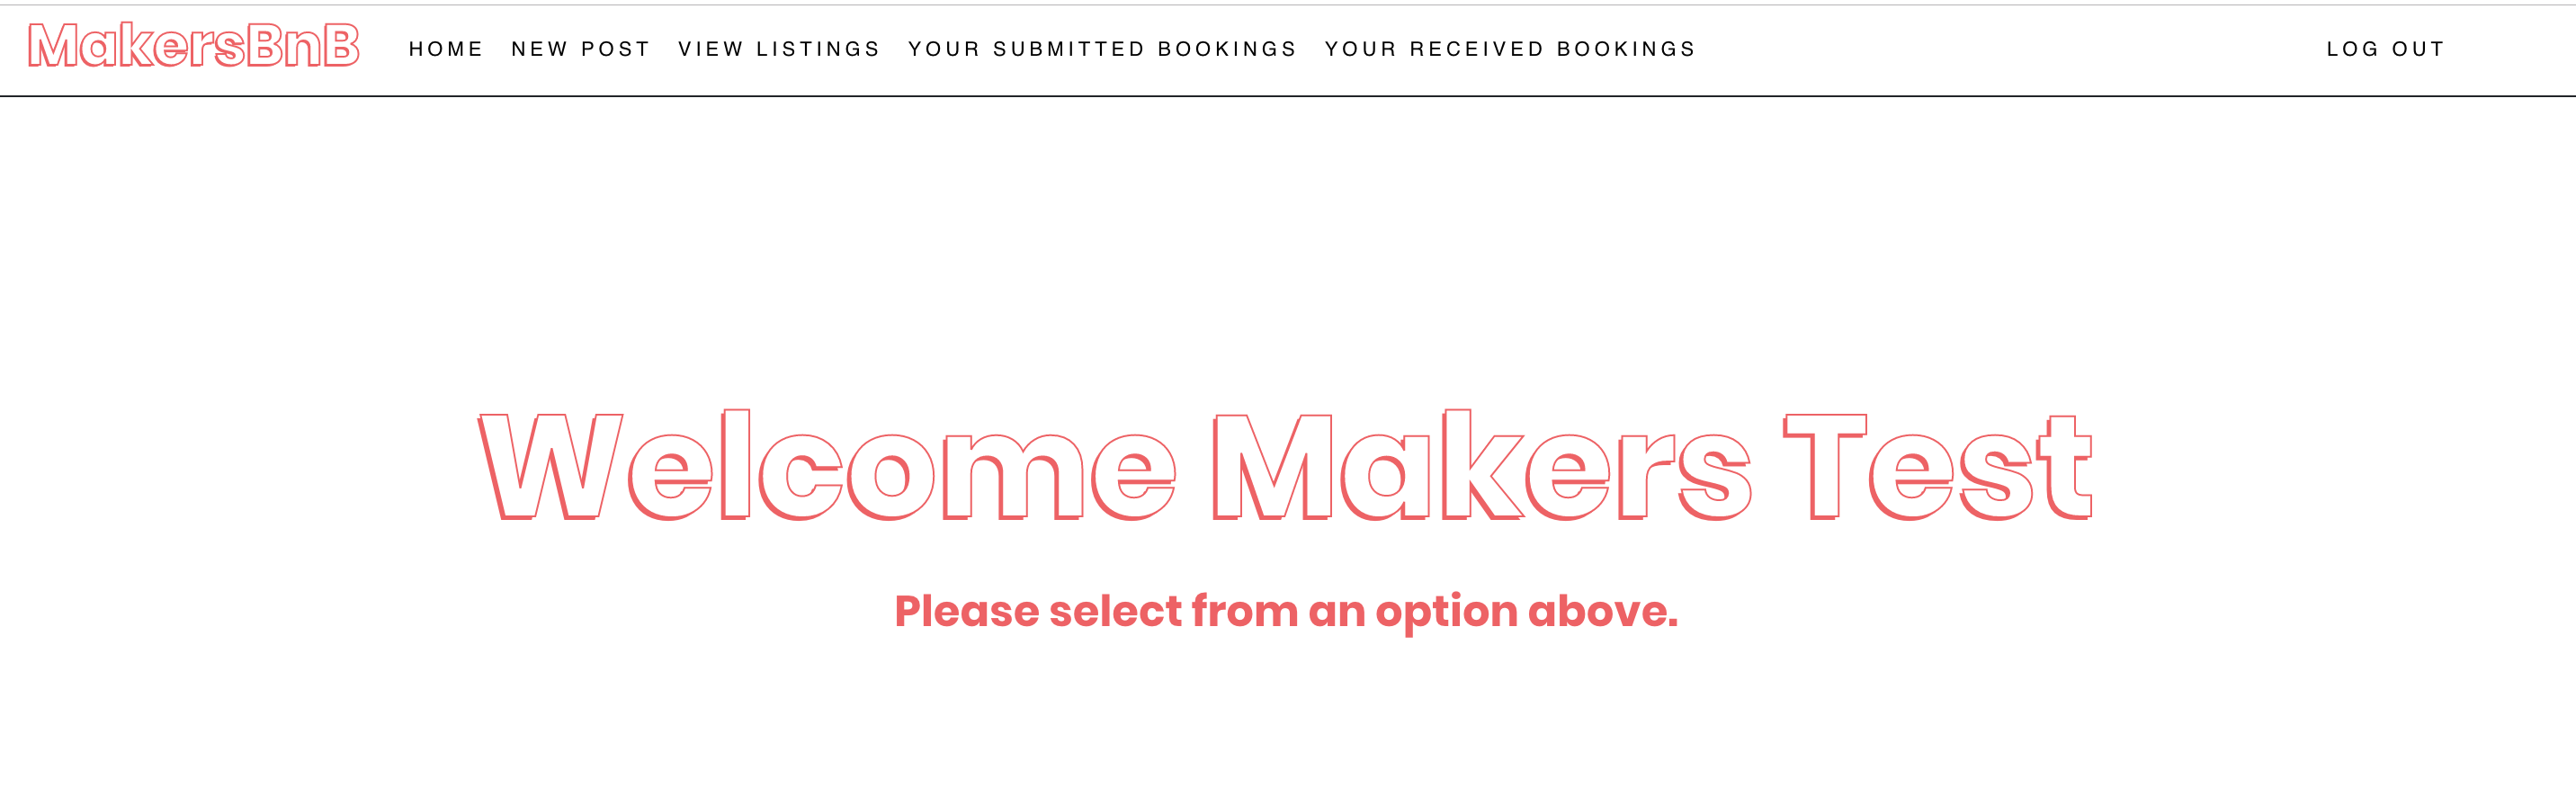 MakersBnB HOME NEW POST VIEW LISTINGS YOUR SUBMITTED BOOKINGS YOUR RECEIVED BOOKINGS LOG OUT
Welcome Makers Test
Please select from an option above.